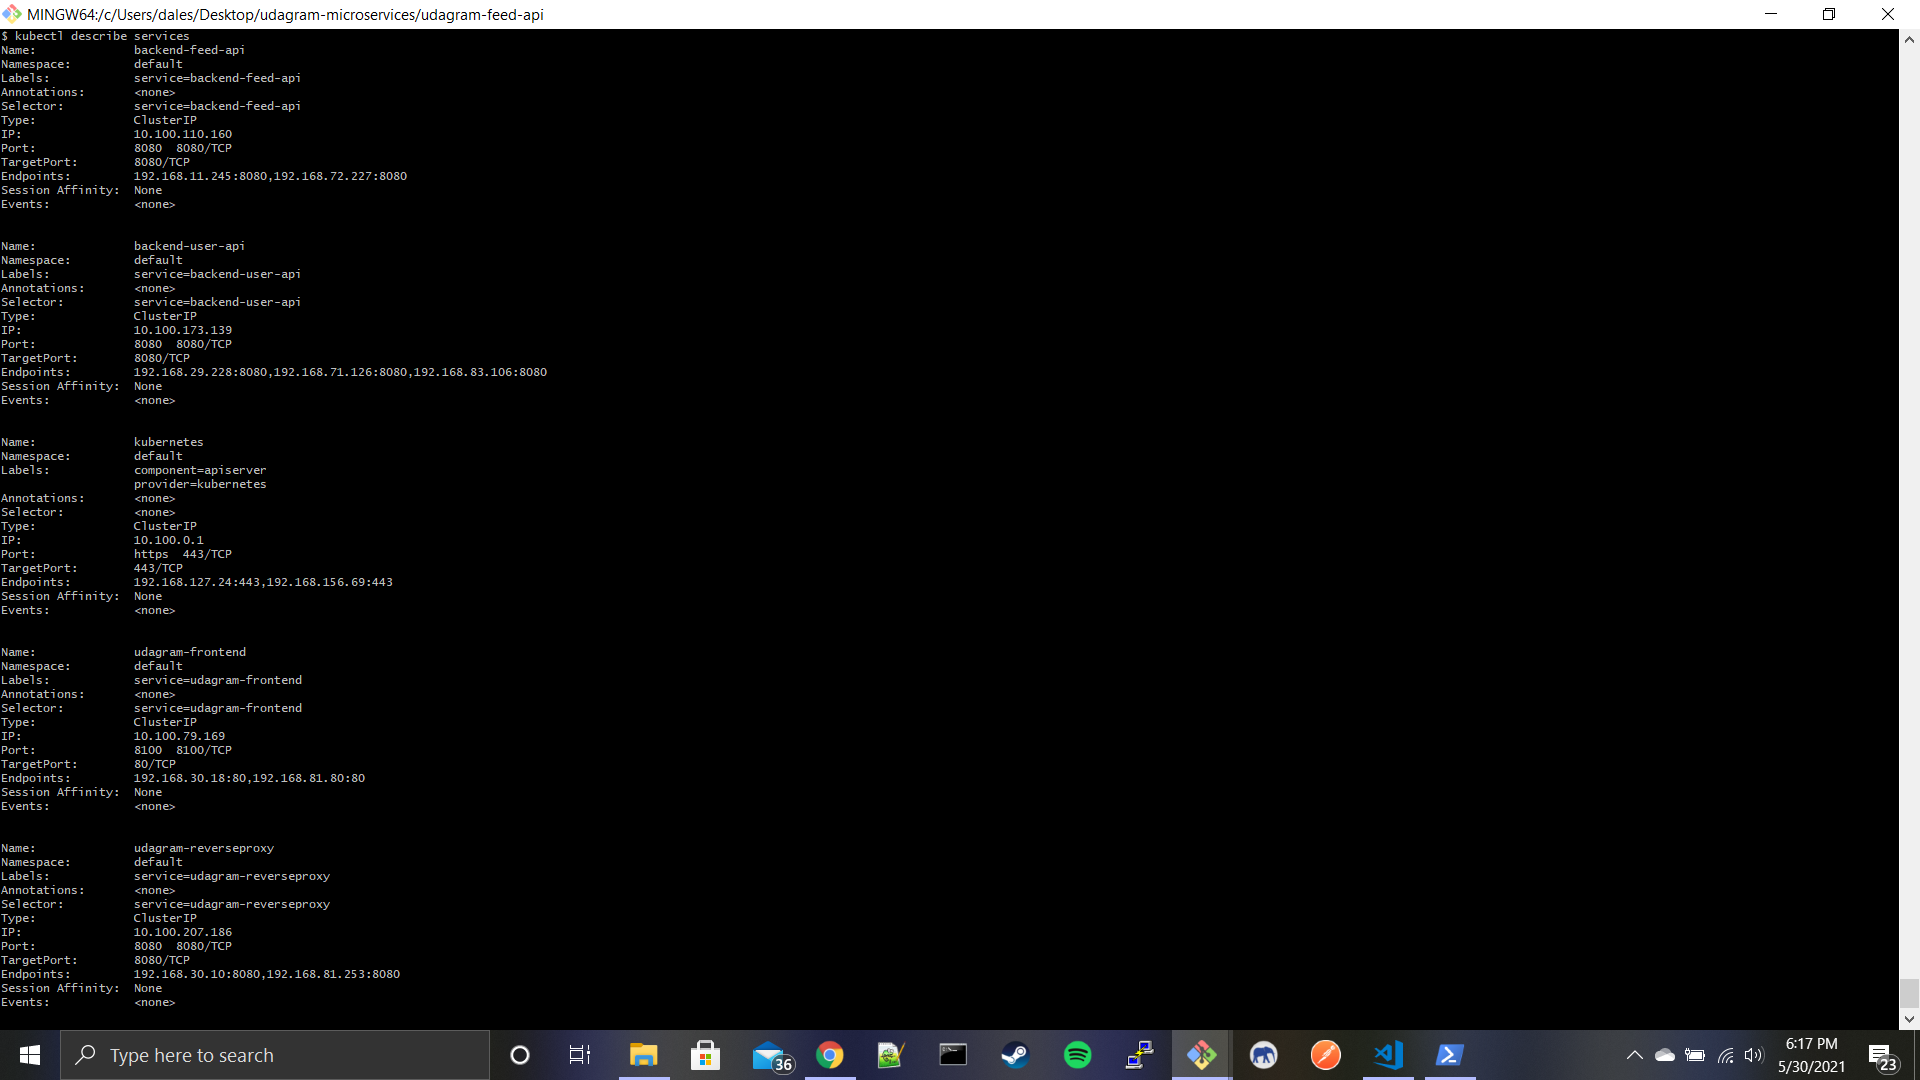 MINGW64:/c/Users/dales/Desktop/udagram-microservices/udagram-feed-api
$ kubectl describe services
Name: backend-feed-api
Namespace: default
Labels: service=backend-feed-api
Annotations: <none>
Selector: service=backend-feed-api
Type: ClusterIP
IP: 10.100.110.160
Port: 8080 8080/TCP
TargetPort: 8080/TCP
Endpoints: 192.168.11.245:8080,192.168.72.227:8080
Session Affinity: None
Events: <none>
Name: backend-user-api
Namespace: default
Labels: service=backend-user-api
Annotations: <none>
Selector: service=backend-user-api
Type: ClusterIP
IP: 10.100.173.139
Port: 8080 8080/TCP
TargetPort: 8080/TCP
Endpoints: 192.168.29.228:8080,192.168.71.126:8080,192.168.83.106:8080
Session Affinity: None
Events: <none>
Name: kubernetes
Namespace: default
Labels: component=apiserver
provider=kubernetes
Annotations: <none>
Selector: <none>
Type: ClusterIP
IP: 10.100.0.1
Port: https 443/TCP
TargetPort: 443/TCP
Endpoints: 192.168.127.24:443,192.168.156.69:443
Session Affinity: None
Events: <none>
Name: udagram-frontend
Namespace: default
Labels: service=udagram-frontend
Annotations: <none>
Selector: service=udagram-frontend
Type: ClusterIP
IP: 10.100.79.169
Port: 8100 8100/TCP
TargetPort: 80/TCP
Endpoints: 192.168.30.18:80,192.168.81.80:80
Session Affinity: None
Events: <none>
Name: udagram-reverseproxy
Namespace: default
Labels: service=udagram-reverseproxy
Annotations: <none>
Selector: service=udagram-reverseproxy
Type: ClusterIP
IP: 10.100.207.186
Port: 8080 8080/TCP
TargetPort: 8080/TCP
Endpoints: 192.168.30.10:8080,192.168.81.253:8080
Session Affinity: None
Events: <none>
Type here to search
36
6:17 PM
5/30/2021
23